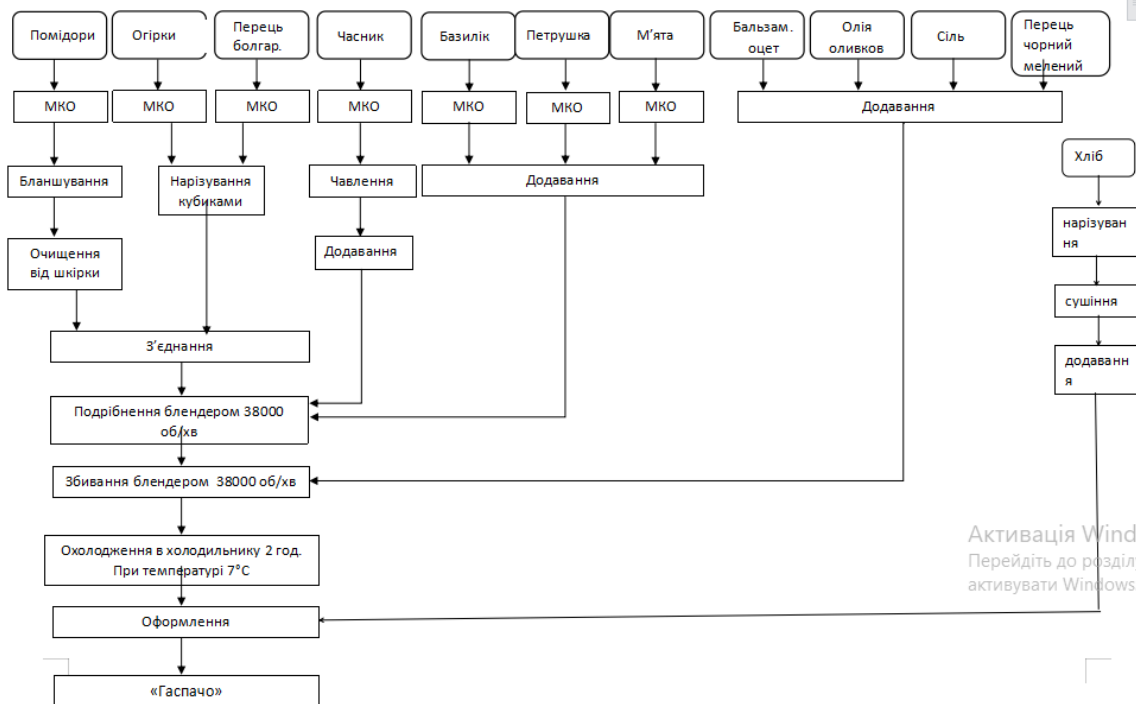 Помідори
Огірки
Перець
болгар.
Часник
Базилік
Петрушка
М’ята
Бальзам.
оцет
Олія
оливков
Сіль
Перець
чорний
мелений
МКО
МКО
МКО
МКО
МКО
МКО
МКО
Додавання
Хліб
Бланшування
Нарізування
кубиками
Чавлення
Додавання
нарізуван
ня
Очищення
від шкірки
Додавання
сушіння
З’єднання
додаванн
я
Подрібнення блендером 38000
об/хв
Збивання блендером 38000 об/хв
Охолодження в холодильнику 2 год.
При температурі 7°С
Активація Wind
Перейдіть до розділ
активувати Windows
Оформлення
«Гаспачо»